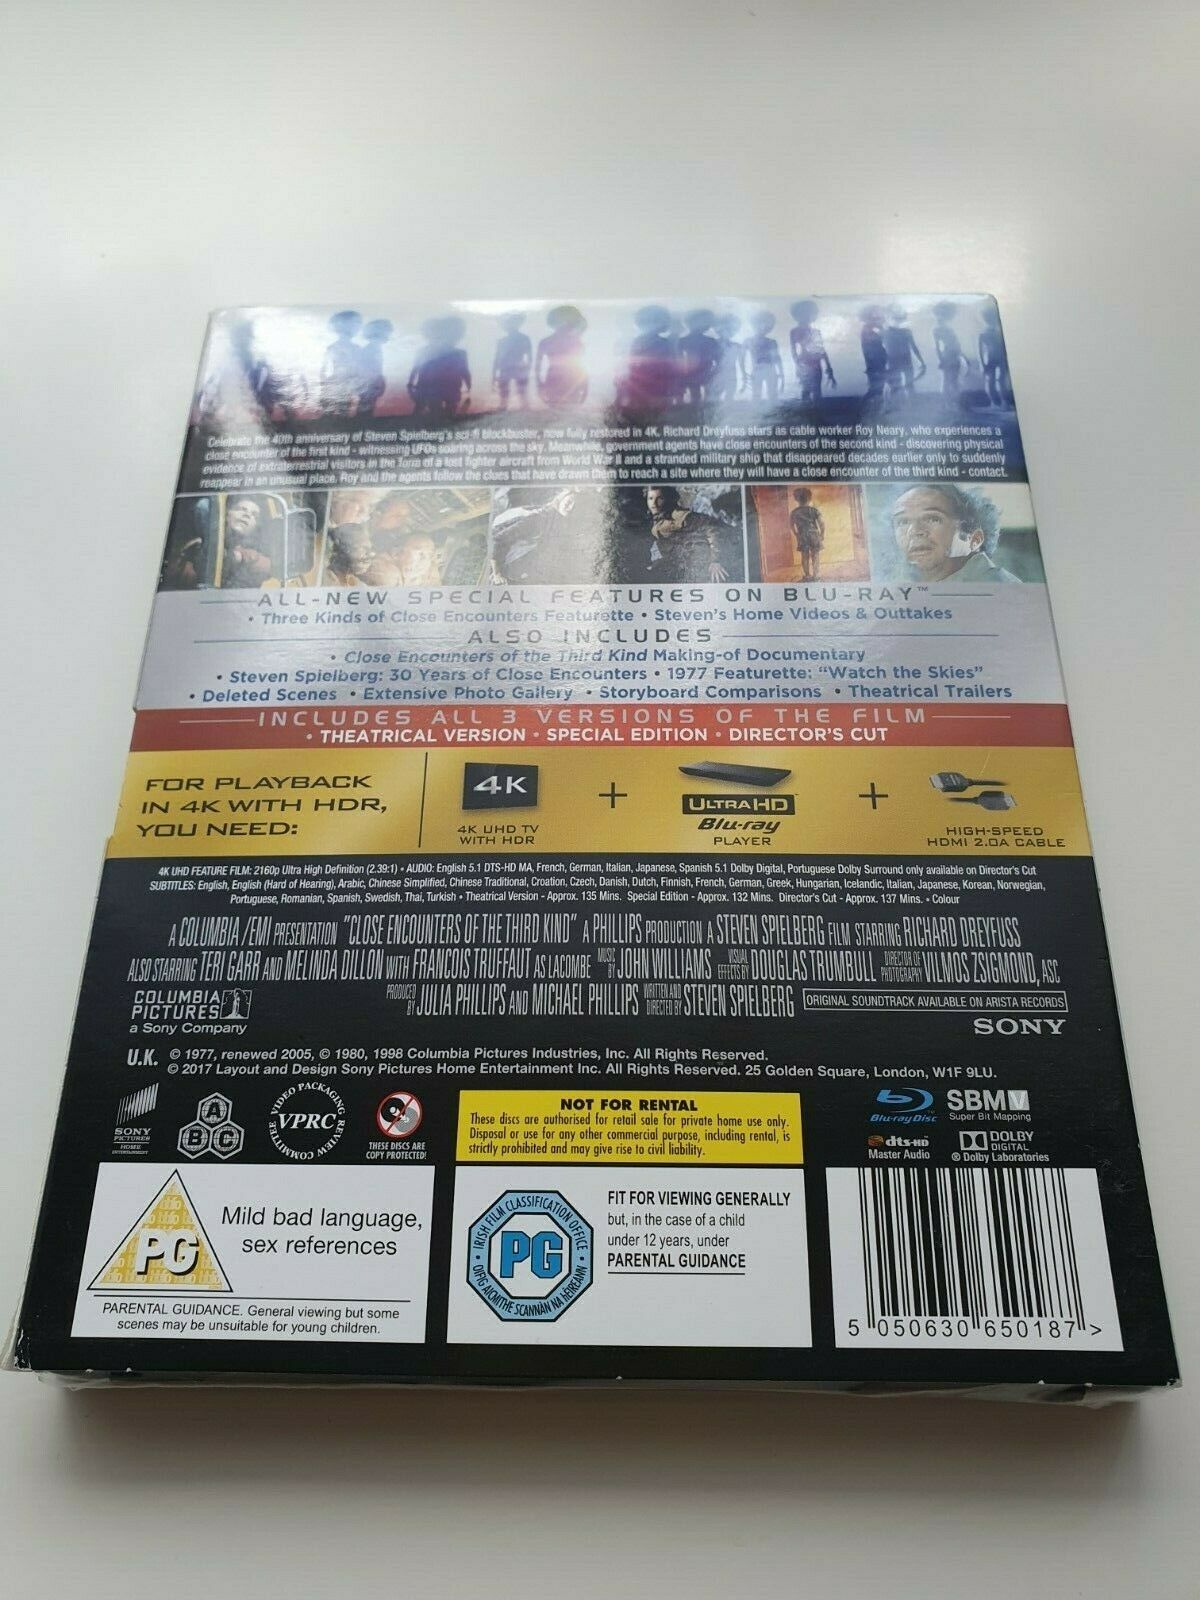 Celebrate the 40th anniversary of Steven Spielberg's sci-fi blockbuster, now fully restored in 4K. Richard Dreyfuss stars as cable worker Roy Neary, who experiences a
close encounter of the first kind - witnessing UFOs soaring across the sky. Meanwhile, government agents have close encounters of the second kind - discovering physical
evidence of extraterrestrial visitors in the form of a lost fighter aircraft from World War II and a stranded military ship that disappeared decades earlier only to suddenly
reappear in an unusual place. Roy and the agents follow the clues that have drawn them to reach a site where they will have a close encounter of the third kind - contact.
ALL-NEW SPECIAL FEATURES ON BLU-RAY™
• Three Kinds of Close Encounters Featurette • Steven's Home Videos & Outtakes
ALSO INCLUDES
• Close Encounters of the Third Kind Making-of Documentary
• Steven Spielberg: 30 Years of Close Encounters • 1977 Featurette: "Watch the Skies"
• Deleted Scenes • Extensive Photo Gallery • Storyboard Comparisons • Theatrical Trailers
INCLUDES ALL 3 VERSIONS OF THE FILM
• THEATRICAL VERSION • SPECIAL EDITION • DIRECTOR'S CUT
FOR PLAYBACK
IN 4K WITH HDR,
YOU NEED:
4K
4K UHD TV
WITH HDR
+
ULTRA HD
Blu-ray
PLAYER
+
HIGH-SPEED
HDMI 2.0A CABLE
4K UHD FEATURE FILM: 2160p Ultra High Definition (2.39:1) • AUDIO: English 5.1 DTS-HD MA, French, German, Italian, Japanese, Spanish 5.1 Dolby Digital, Portuguese Dolby Surround only available on Director's Cut
SUBTITLES: English, English (Hard of Hearing), Arabic, Chinese Simplified, Chinese Traditional, Croation, Czech, Danish, Dutch, Finnish, French, German, Greek, Hungarian, Icelandic, Italian, Japanese, Korean, Norwegian,
Portuguese, Romanian, Spanish, Swedish, Thai, Turkish • Theatrical Version - Approx. 135 Mins. Special Edition - Approx. 132 Mins. Director's Cut - Approx. 137 Mins. • Colour
A COLUMBIA/EMI PRESENTATION "CLOSE ENCOUNTERS OF THE THIRD KIND" A PHILLIPS PRODUCTION A STEVEN SPIELBERG FILM STARRING RICHARD DREYFUSS
ALSO STARRING TERI GARR AND MELINDA DILLON WITH FRANCOIS TRUFFAUT AS LACOMBE MUSIC BY JOHN WILLIAMS VISUAL EFFECTS BY DOUGLAS TRUMBULL DIRECTOR OF PHOTOGRAPHY VILMOS ZSIGMOND, ASC
PRODUCED BY JULIA PHILLIPS AND MICHAEL PHILLIPS WRITTEN AND DIRECTED BY STEVEN SPIELBERG
COLUMBIA
PICTURES
a Sony Company
ORIGINAL SOUNDTRACK AVAILABLE ON ARISTA RECORDS
SONY
U.K. © 1977, renewed 2005, © 1980, 1998 Columbia Pictures Industries, Inc. All Rights Reserved.
© 2017 Layout and Design Sony Pictures Home Entertainment Inc. All Rights Reserved. 25 Golden Square, London, W1F 9LU.
SONY
PICTURES
HOME
ENTERTAINMENT
A
B C
VIDEO PACKAGING REVIEW COMMITTEE
VPRC
THESE DISCS ARE
COPY PROTECTED!
NOT FOR RENTAL
These discs are authorised for retail sale for private home use only.
Disposal or use for any other commercial purpose, including rental, is
strictly prohibited and may give rise to civil liability.
Blu-ray Disc
SBMV
Super Bit Mapping
dts-HD
Master Audio
DOLBY
DIGITAL
® Dolby Laboratories
PG
Mild bad language,
sex references
PARENTAL GUIDANCE. General viewing but some
scenes may be unsuitable for young children.
IRISH FILM CLASSIFICATION OFFICE
PG
OIFIG AICMITHE SCANNÁN NA hÉIREANN
FIT FOR VIEWING GENERALLY
but, in the case of a child
under 12 years, under
PARENTAL GUIDANCE
5 050630 650187 >